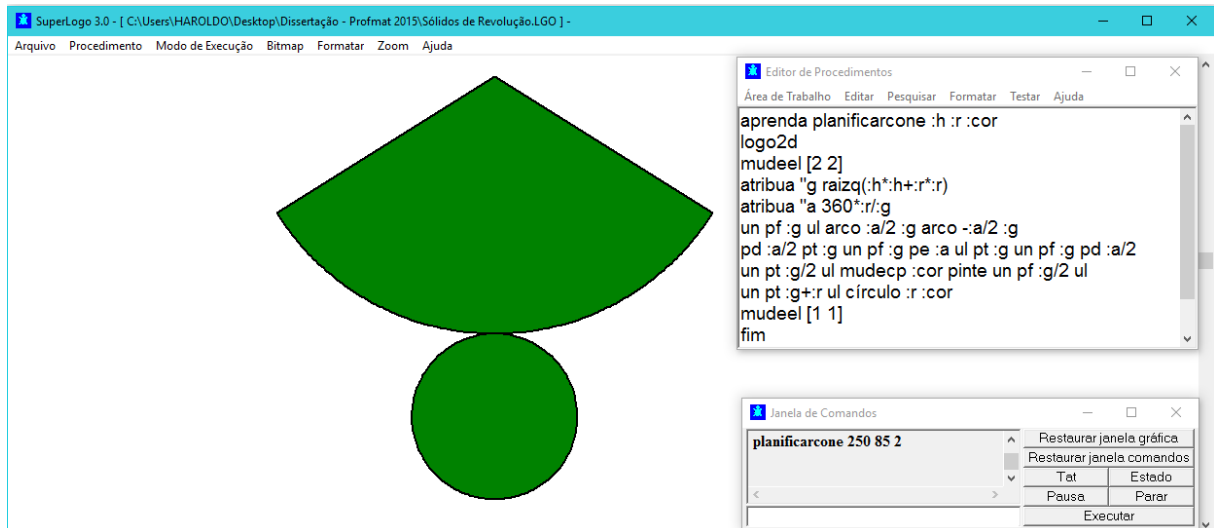 SuperLogo 3.0 - [ C:\Users\HAROLDO\Desktop\Dissertação - Profmat 2015\Sólidos de Revolução.LGO ] -
Arquivo Procedimento Modo de Execução Bitmap Formatar Zoom Ajuda
Editor de Procedimentos
Área de Trabalho Editar Pesquisar Formatar Testar Ajuda
aprenda planificarcone :h :r :cor
logo2d
mudeel [2 2]
atribua "g raizq(:h*:h+:r*:r)
atribua "a 360*:r/:g
un pf :g ul arco :a/2 :g arco -:a/2 :g
pd :a/2 pt :g un pf :g pe :a ul pt :g un pf :g pd :a/2
un pt :g/2 ul mudecp :cor pinte un pf :g/2 ul
un pt :g+:r ul círculo :r :cor
mudeel [1 1]
fim
Janela de Comandos
planificarcone 250 85 2
Restaurar janela gráfica
Restaurar janela comandos
Tat Estado
Pausa Parar
Executar